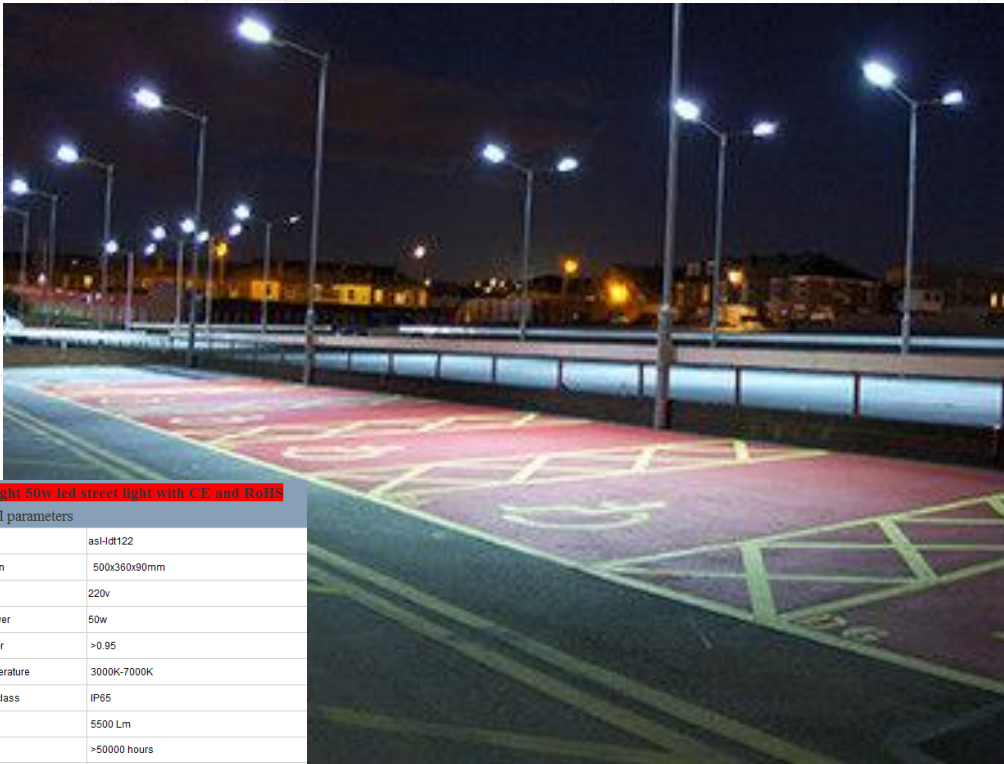 ght 50w led street light with CE and RoHS
l parameters
asl-ldt122
n 500x360x90mm
220v
er 50w
r >0.95
erature 3000K-7000K
lass IP65
5500 Lm
>50000 hours